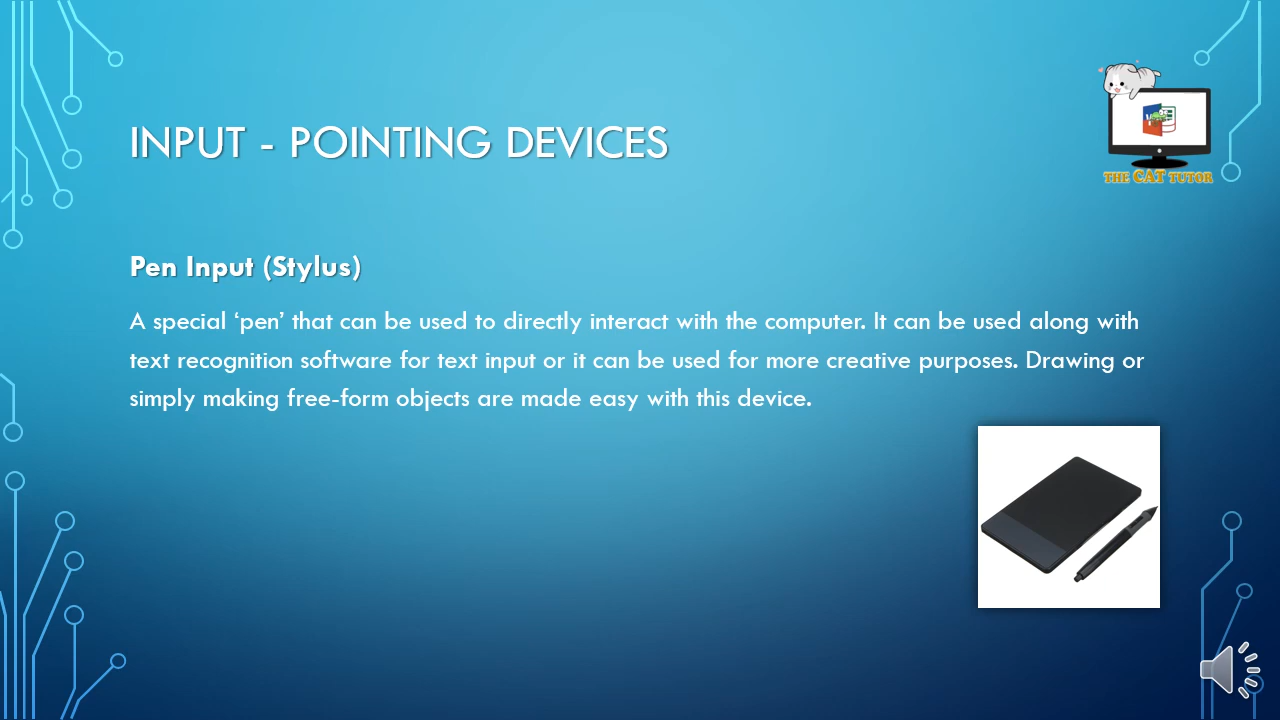 INPUT - POINTING DEVICES
THE CAT TUTOR
Pen Input (Stylus)
A special ‘pen’ that can be used to directly interact with the computer. It can be used along with
text recognition software for text input or it can be used for more creative purposes. Drawing or
simply making free-form objects are made easy with this device.